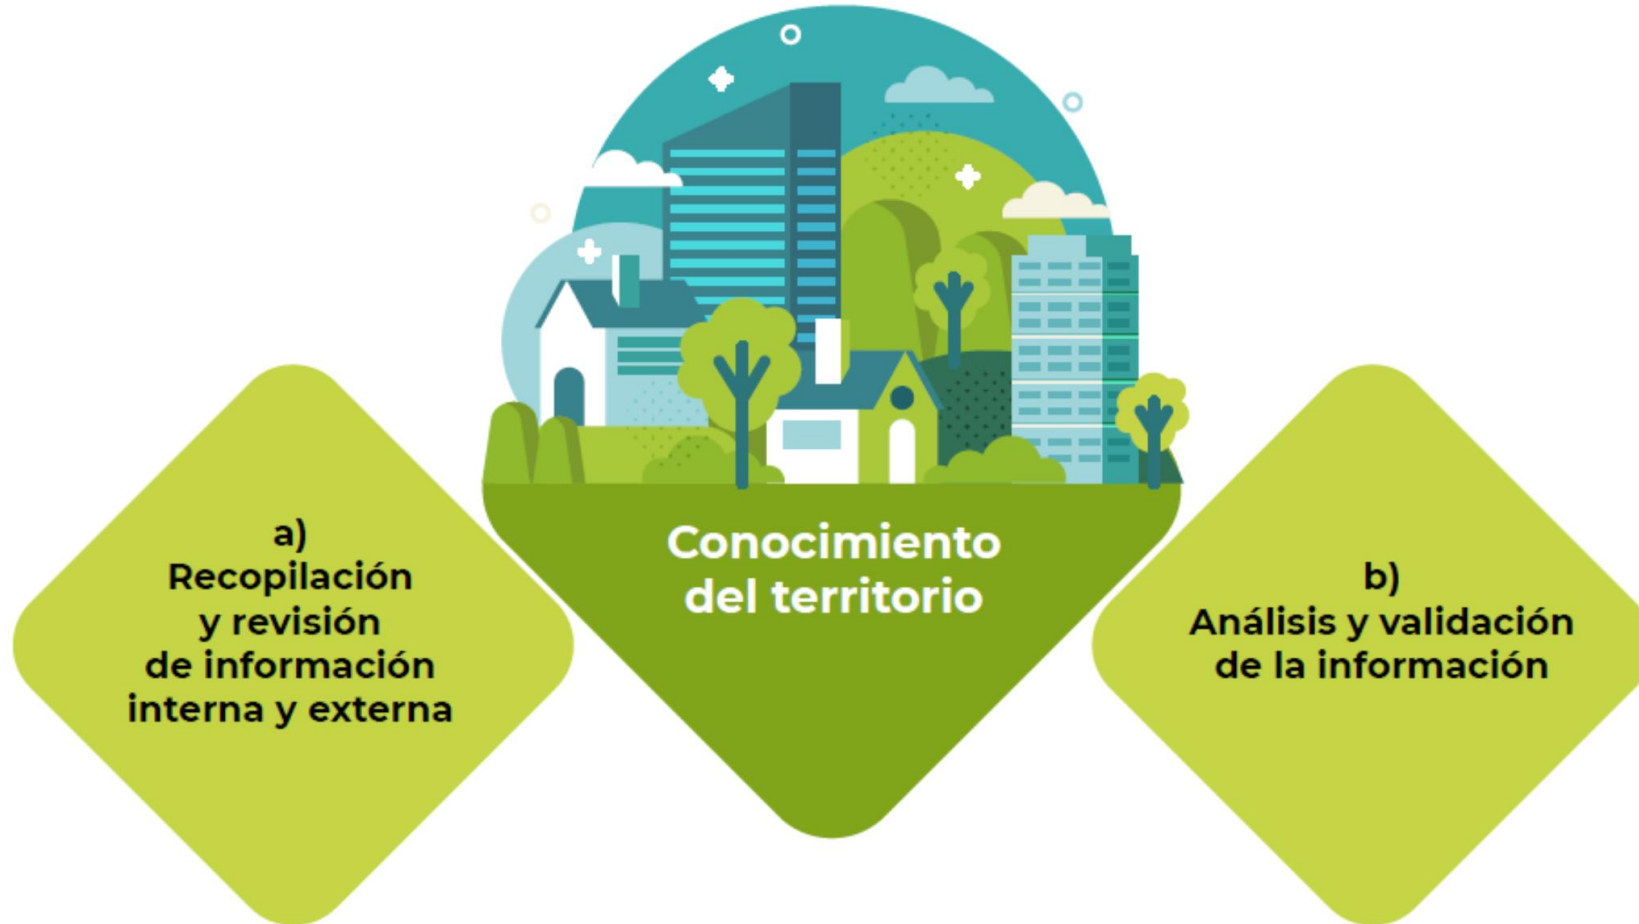 a)
Recopilación
y revisión
de información
interna y externa
Conocimiento
del territorio
b)
Análisis y validación
de la información